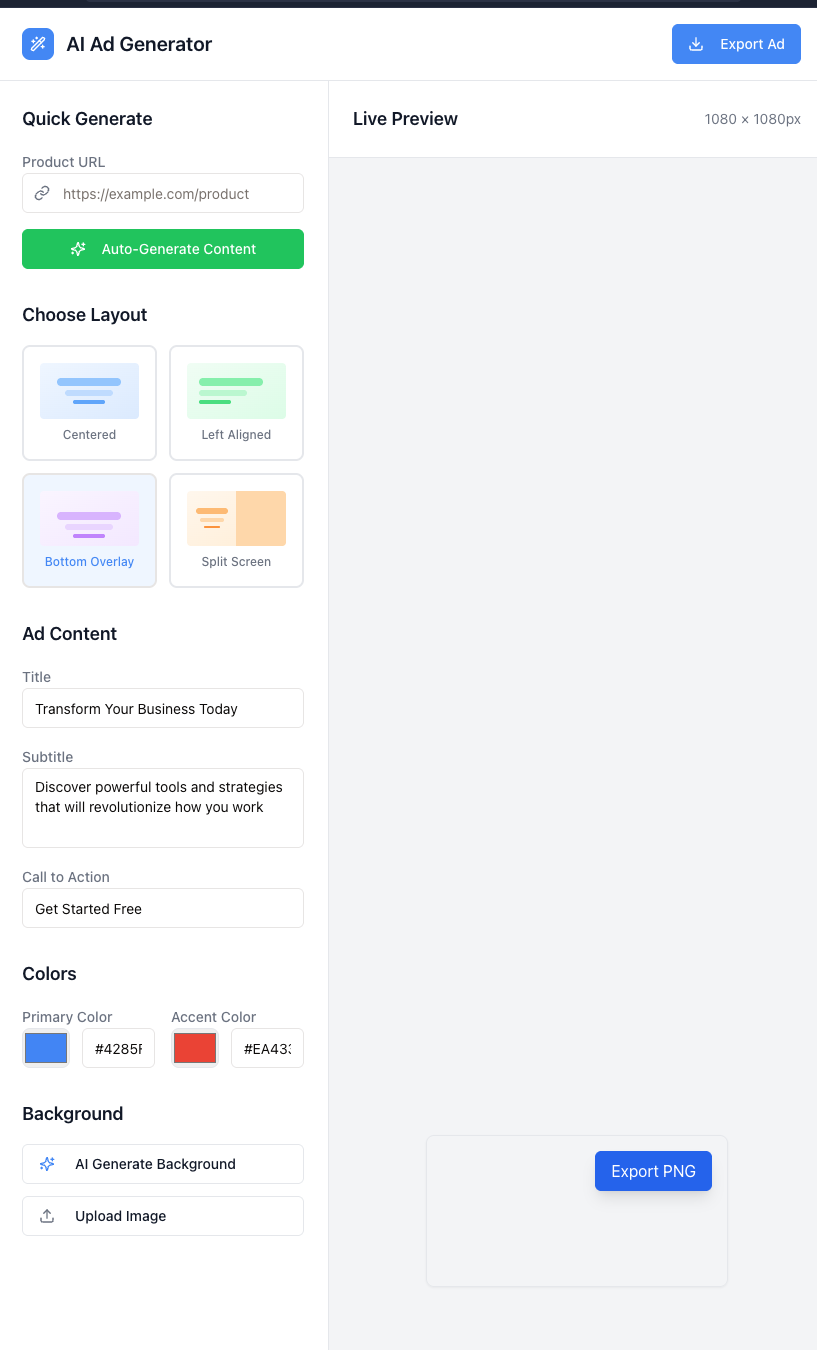 AI Ad Generator
Export Ad
Quick Generate
Product URL
https://example.com/product
Auto-Generate Content
Choose Layout
Centered
Left Aligned
Bottom Overlay
Split Screen
Ad Content
Title
Transform Your Business Today
Subtitle
Discover powerful tools and strategies
that will revolutionize how you work
Call to Action
Get Started Free
Colors
Primary Color
Accent Color
#4285F
#EA433
Background
AI Generate Background
Upload Image
Live Preview
1080 × 1080px
Export PNG